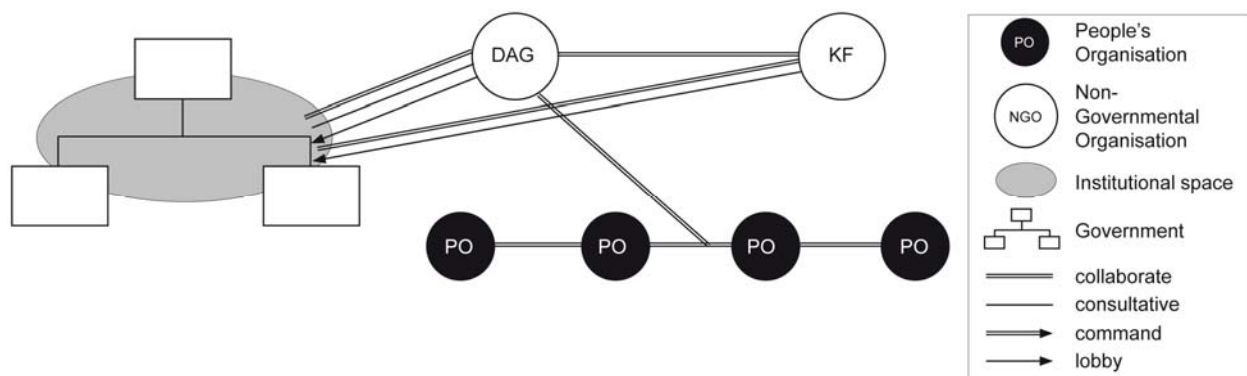 DAG
KF
PO
PO
PO
PO
PO
People's
Organisation
NGO
Non-
Governmental
Organisation
Institutional space
Government
collaborate
consultative
command
lobby